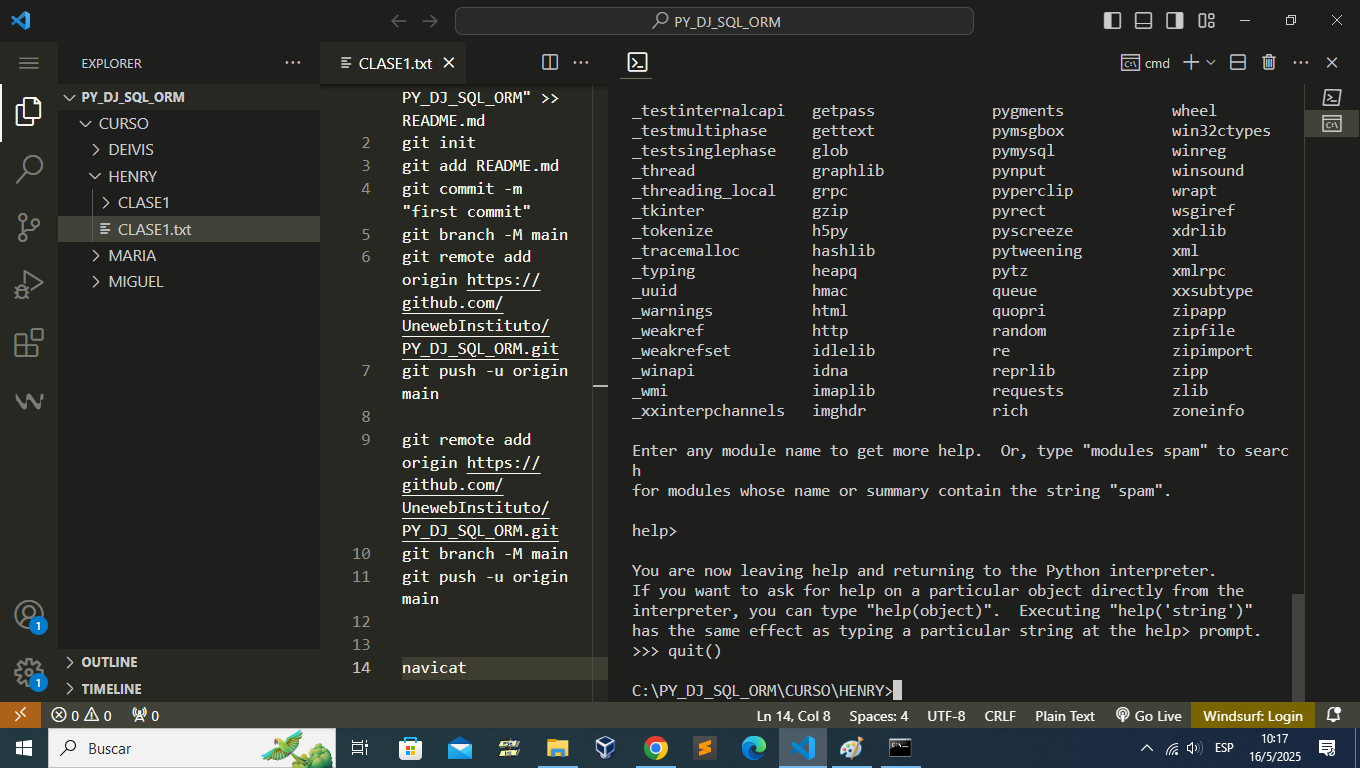 PY_DJ_SQL_ORM
EXPLORER
PY_DJ_SQL_ORM
CURSO
DEIVIS
HENRY
CLASE1
CLASE1.txt
MARIA
MIGUEL
OUTLINE
TIMELINE
1
1
CLASE1.txt
PY_DJ_SQL_ORM" >>
README.md
2 git init
3 git add README.md
4 git commit -m
"first commit"
5 git branch -M main
6 git remote add
origin https://
github.com/
UnewebInstituto/
PY_DJ_SQL_ORM.git
7 git push -u origin
main
8
9 git remote add
origin https://
github.com/
UnewebInstituto/
PY_DJ_SQL_ORM.git
10 git branch -M main
11 git push -u origin
main
12
13
14 navicat
cmd
_testinternalcapi getpass pygments wheel
_testmultiphase gettext pymsgbox win32ctypes
_testsinglephase glob pymysql winreg
_thread graphlib pynput winsound
_threading_local grpc pyperclip wrapt
_tkinter gzip pyrect wsgiref
_tokenize h5py pyscreeze xdrlib
_tracemalloc hashlib pytweening xml
_typing heapq pytz xmlrpc
_uuid hmac queue xxsubtype
_warnings html quopri zipapp
_weakref http random zipfile
_weakrefset idlelib re zipimport
_winapi idna reprlib zipp
_wmi imaplib requests zlib
_xxinterpchannels imghdr rich zoneinfo
Enter any module name to get more help. Or, type "modules spam" to searc
h
for modules whose name or summary contain the string "spam".
help>
You are now leaving help and returning to the Python interpreter.
If you want to ask for help on a particular object directly from the
interpreter, you can type "help(object)". Executing "help('string')"
has the same effect as typing a particular string at the help> prompt.
>>> quit()
C:\PY_DJ_SQL_ORM\CURSO\HENRY>
0 0 0 Ln 14, Col 8 Spaces: 4 UTF-8 CRLF Plain Text Go Live Windsurf: Login
Buscar
ESP
10:17
16/5/2025